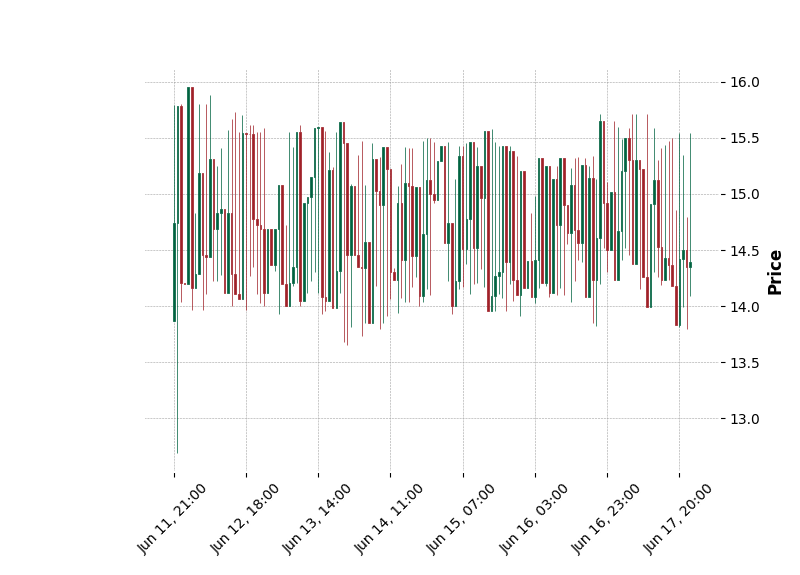 16.0
15.5
15.0
14.5
14.0
13.5
13.0
Price
Jun 11, 21:00
Jun 12, 18:00
Jun 13, 14:00
Jun 14, 11:00
Jun 15, 07:00
Jun 16, 03:00
Jun 16, 23:00
Jun 17, 20:00